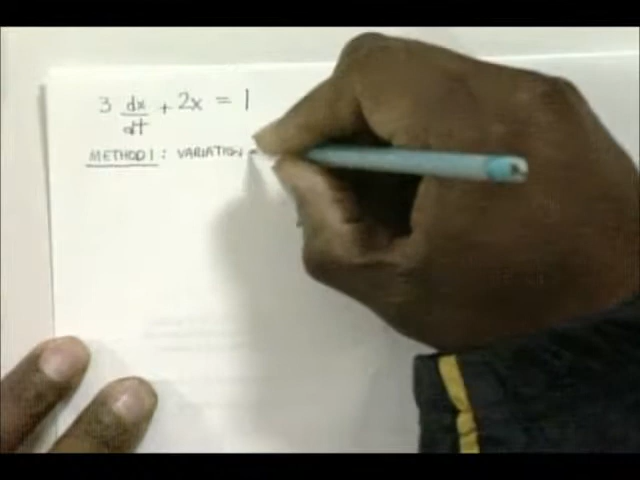 3 dx/dt + 2x = 1
METHOD 1: VARIATION